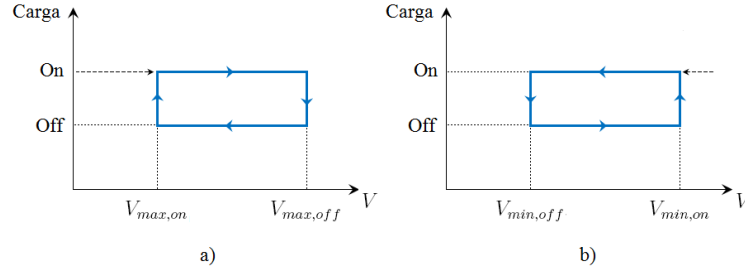 Carga
On
Off
V_{max,on}
V_{max,off}
V
a)
Carga
On
Off
V_{min,off}
V_{min,on}
V
b)